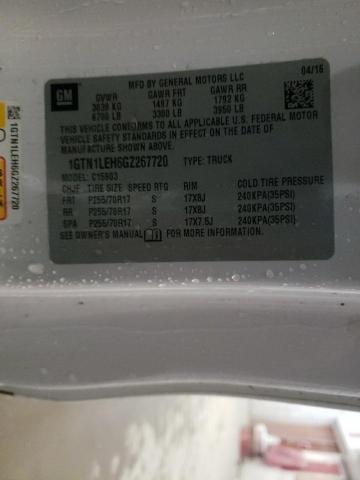 GM
MFD BY GENERAL MOTORS LLC
04/16
GVWR GAWR FRT GAWR RR
3039 KG 1497 KG 1792 KG
6700 LB 3300 LB 3950 LB
THIS VEHICLE CONFORMS TO ALL APPLICABLE U.S. FEDERAL MOTOR
VEHICLE SAFETY STANDARDS IN EFFECT ON THE DATE OF
MANUFACTURE SHOWN ABOVE.
1GTN1LEH6GZ267720 TYPE: TRUCK
MODEL: C15903
TIRE SIZE SPEED RTG RIM COLD TIRE PRESSURE
FRT P255/70R17 S 17X8J 240KPA(35PSI)
RR P255/70R17 S 17X8J 240KPA(35PSI)
SPA P255/70R17 S 17X7.5J 240KPA(35PSI)
SEE OWNER'S MANUAL FOR MORE INFORMATION.
1GTN1LEH6GZ267720